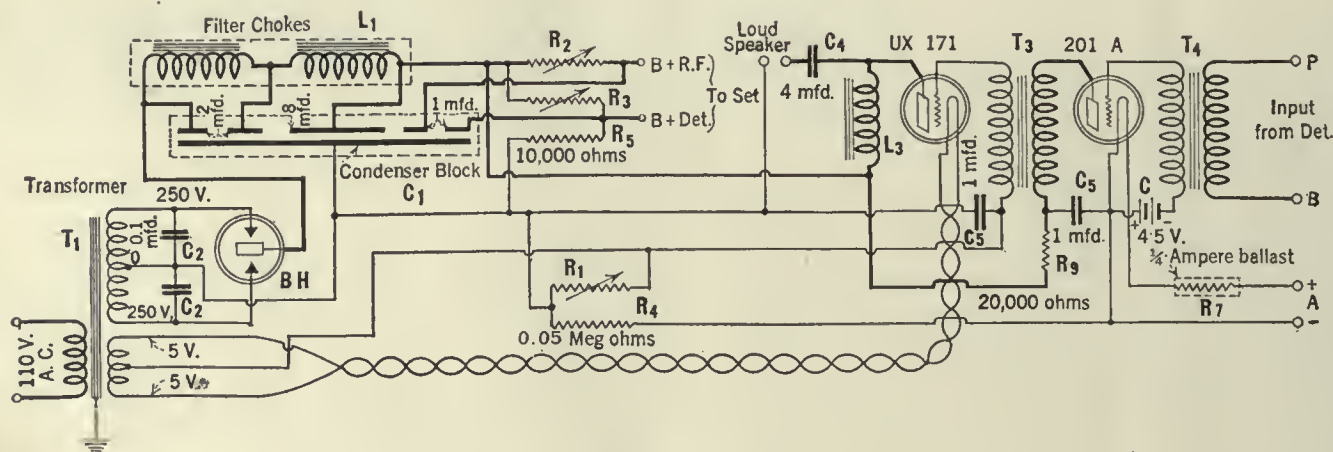 Filter Chokes
L1
R2
R3
R5
10,000 ohms
B + R.F.
B + Det.
To Set
Loud
Speaker
C4
4 mfd.
UX 171
T3
201 A
T4
P
Input
from Det.
B
2
mfd.
8
1 mfd.
Condenser Block
C1
L3
1 mfd.
C5
C5
1 mfd.
C
+ -
4.5 V.
¼ Ampere ballast
R7
+
A
-
R9
20,000 ohms
Transformer
T1
250 V.
0.1
mfd.
0
C2
C2
BH
250 V.
R1
R4
0.05 Meg ohms
110 V.
A. C.
5 V.
5 V.